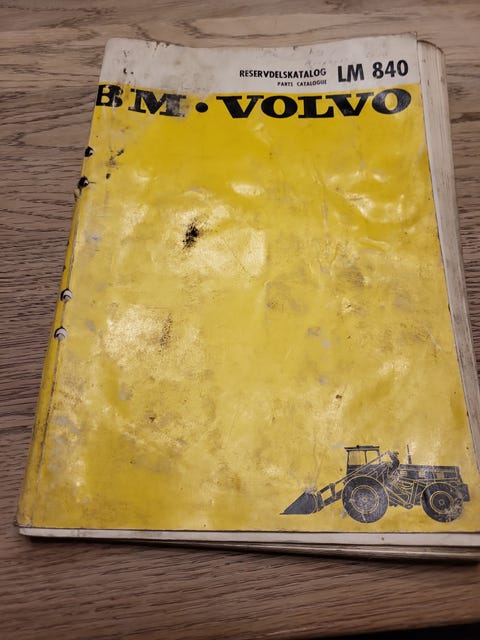 RESERVDELSKATALOG LM 840
PARTS CATALOGUE
BM · VOLVO